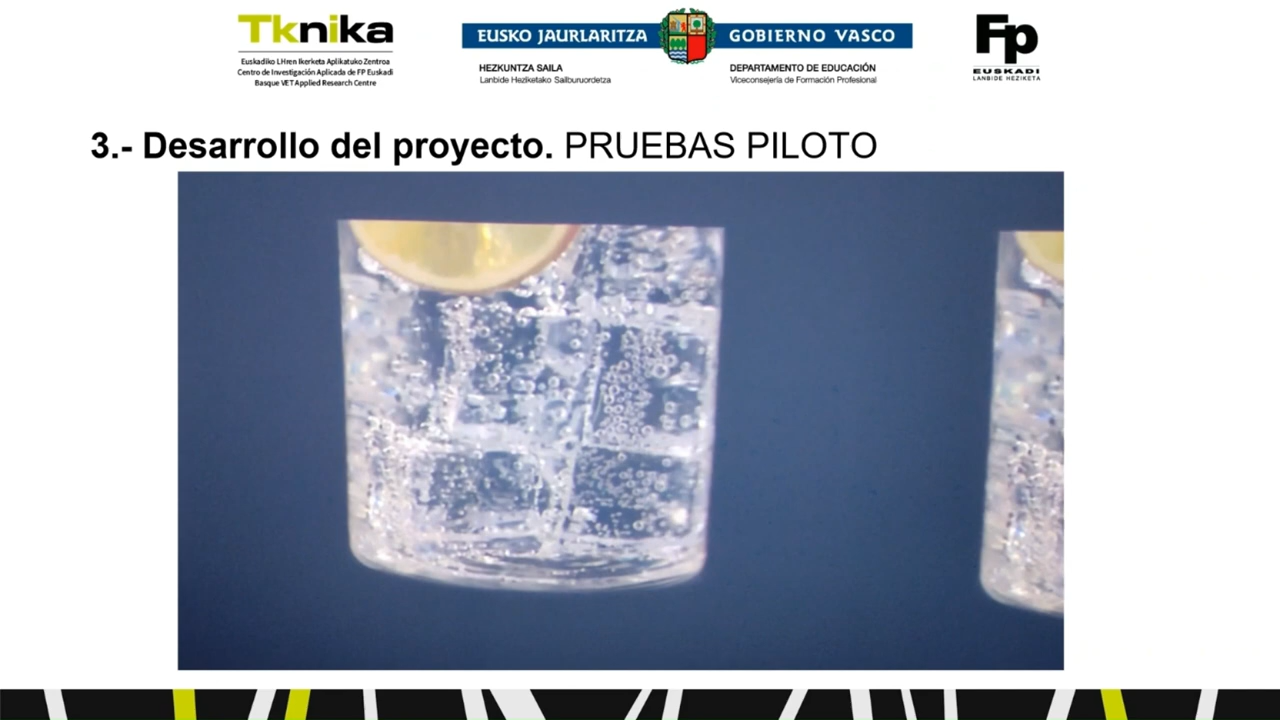 Tknika
Euskadiko LHren Ikerketa Aplikatuko Zentroa
Centro de Investigación Aplicada de FP Euskadi
Basque VET Applied Research Centre
EUSKO JAURLARITZA
GOBIERNO VASCO
HEZKUNTZA SAILA
Lanbide Heziketako Sailburuordetza
DEPARTAMENTO DE EDUCACIÓN
Viceconsejería de Formación Profesional
Fp
EUSKADI
LANBIDE HEZIKETA
3.- Desarrollo del proyecto. PRUEBAS PILOTO